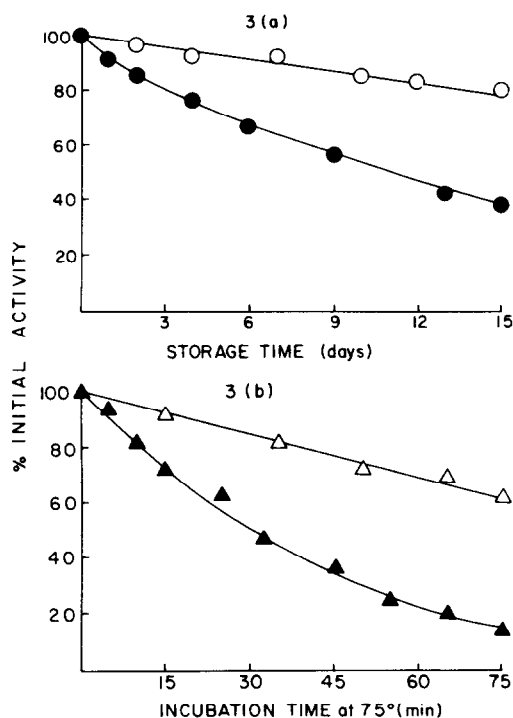 3(a)
100
80
60
40
20
3 6 9 12 15
STORAGE TIME (days)
% INITIAL ACTIVITY
3 (b)
100
80
60
40
20
15 30 45 60 75
INCUBATION TIME at 75°(min)